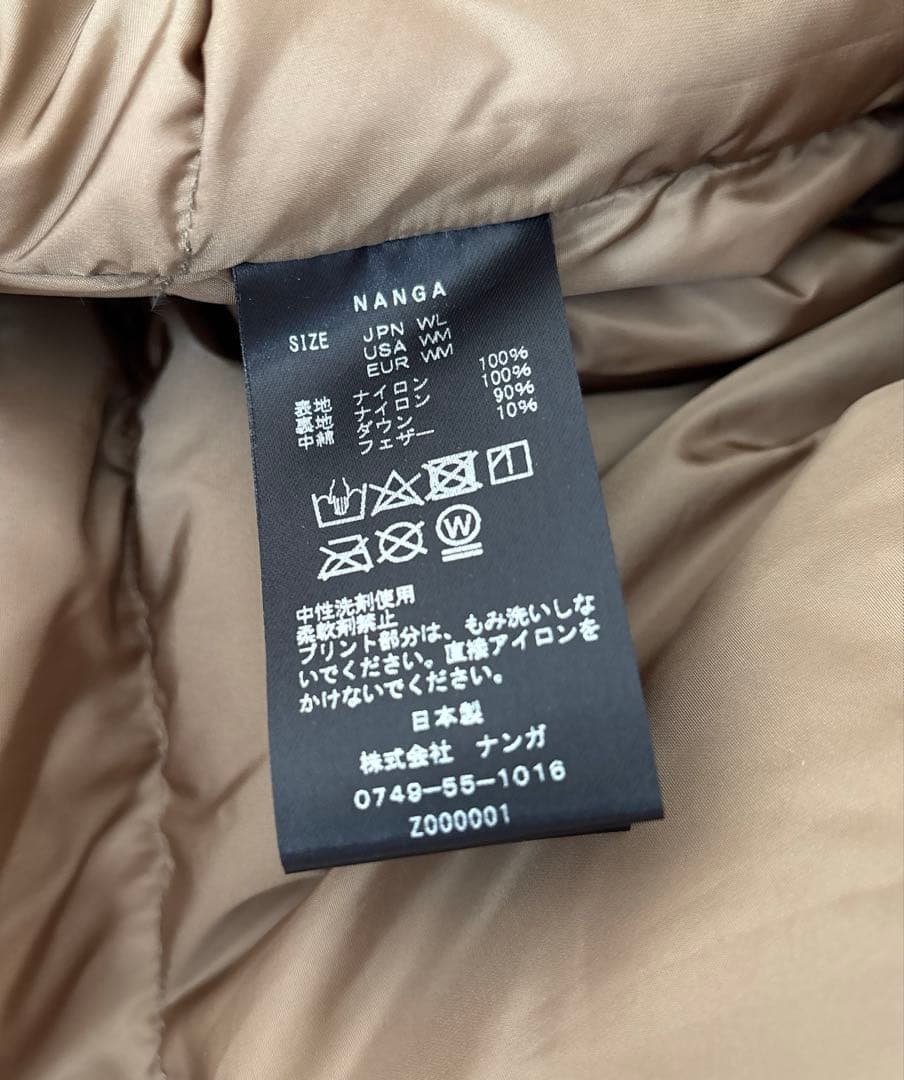 NANGA
SIZE JPN WL
USA WM
EUR WM
表地 ナイロン 100%
裏地 ナイロン 100%
中綿 ダウン 90%
フェザー 10%
W
中性洗剤使用
柔軟剤禁止
プリント部分は、もみ洗いしな
いでください。直接アイロンを
かけないでください。
日本製
株式会社 ナンガ
0749-55-1016
Z000001